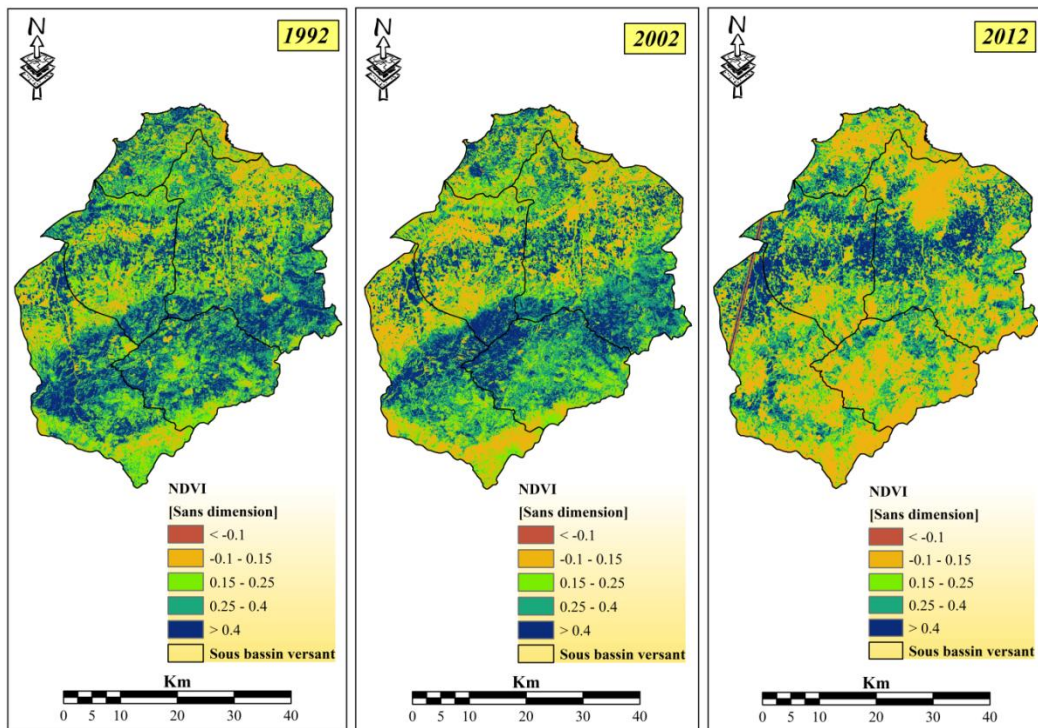 N
1992
NDVI
[Sans dimension]
< -0.1
-0.1 - 0.15
0.15 - 0.25
0.25 - 0.4
> 0.4
Sous bassin versant
Km
0 5 10 20 30 40
N
2002
NDVI
[Sans dimension]
< -0.1
-0.1 - 0.15
0.15 - 0.25
0.25 - 0.4
> 0.4
Sous bassin versant
Km
0 5 10 20 30 40
N
2012
NDVI
[Sans dimension]
< -0.1
-0.1 - 0.15
0.15 - 0.25
0.25 - 0.4
> 0.4
Sous bassin versant
Km
0 5 10 20 30 40